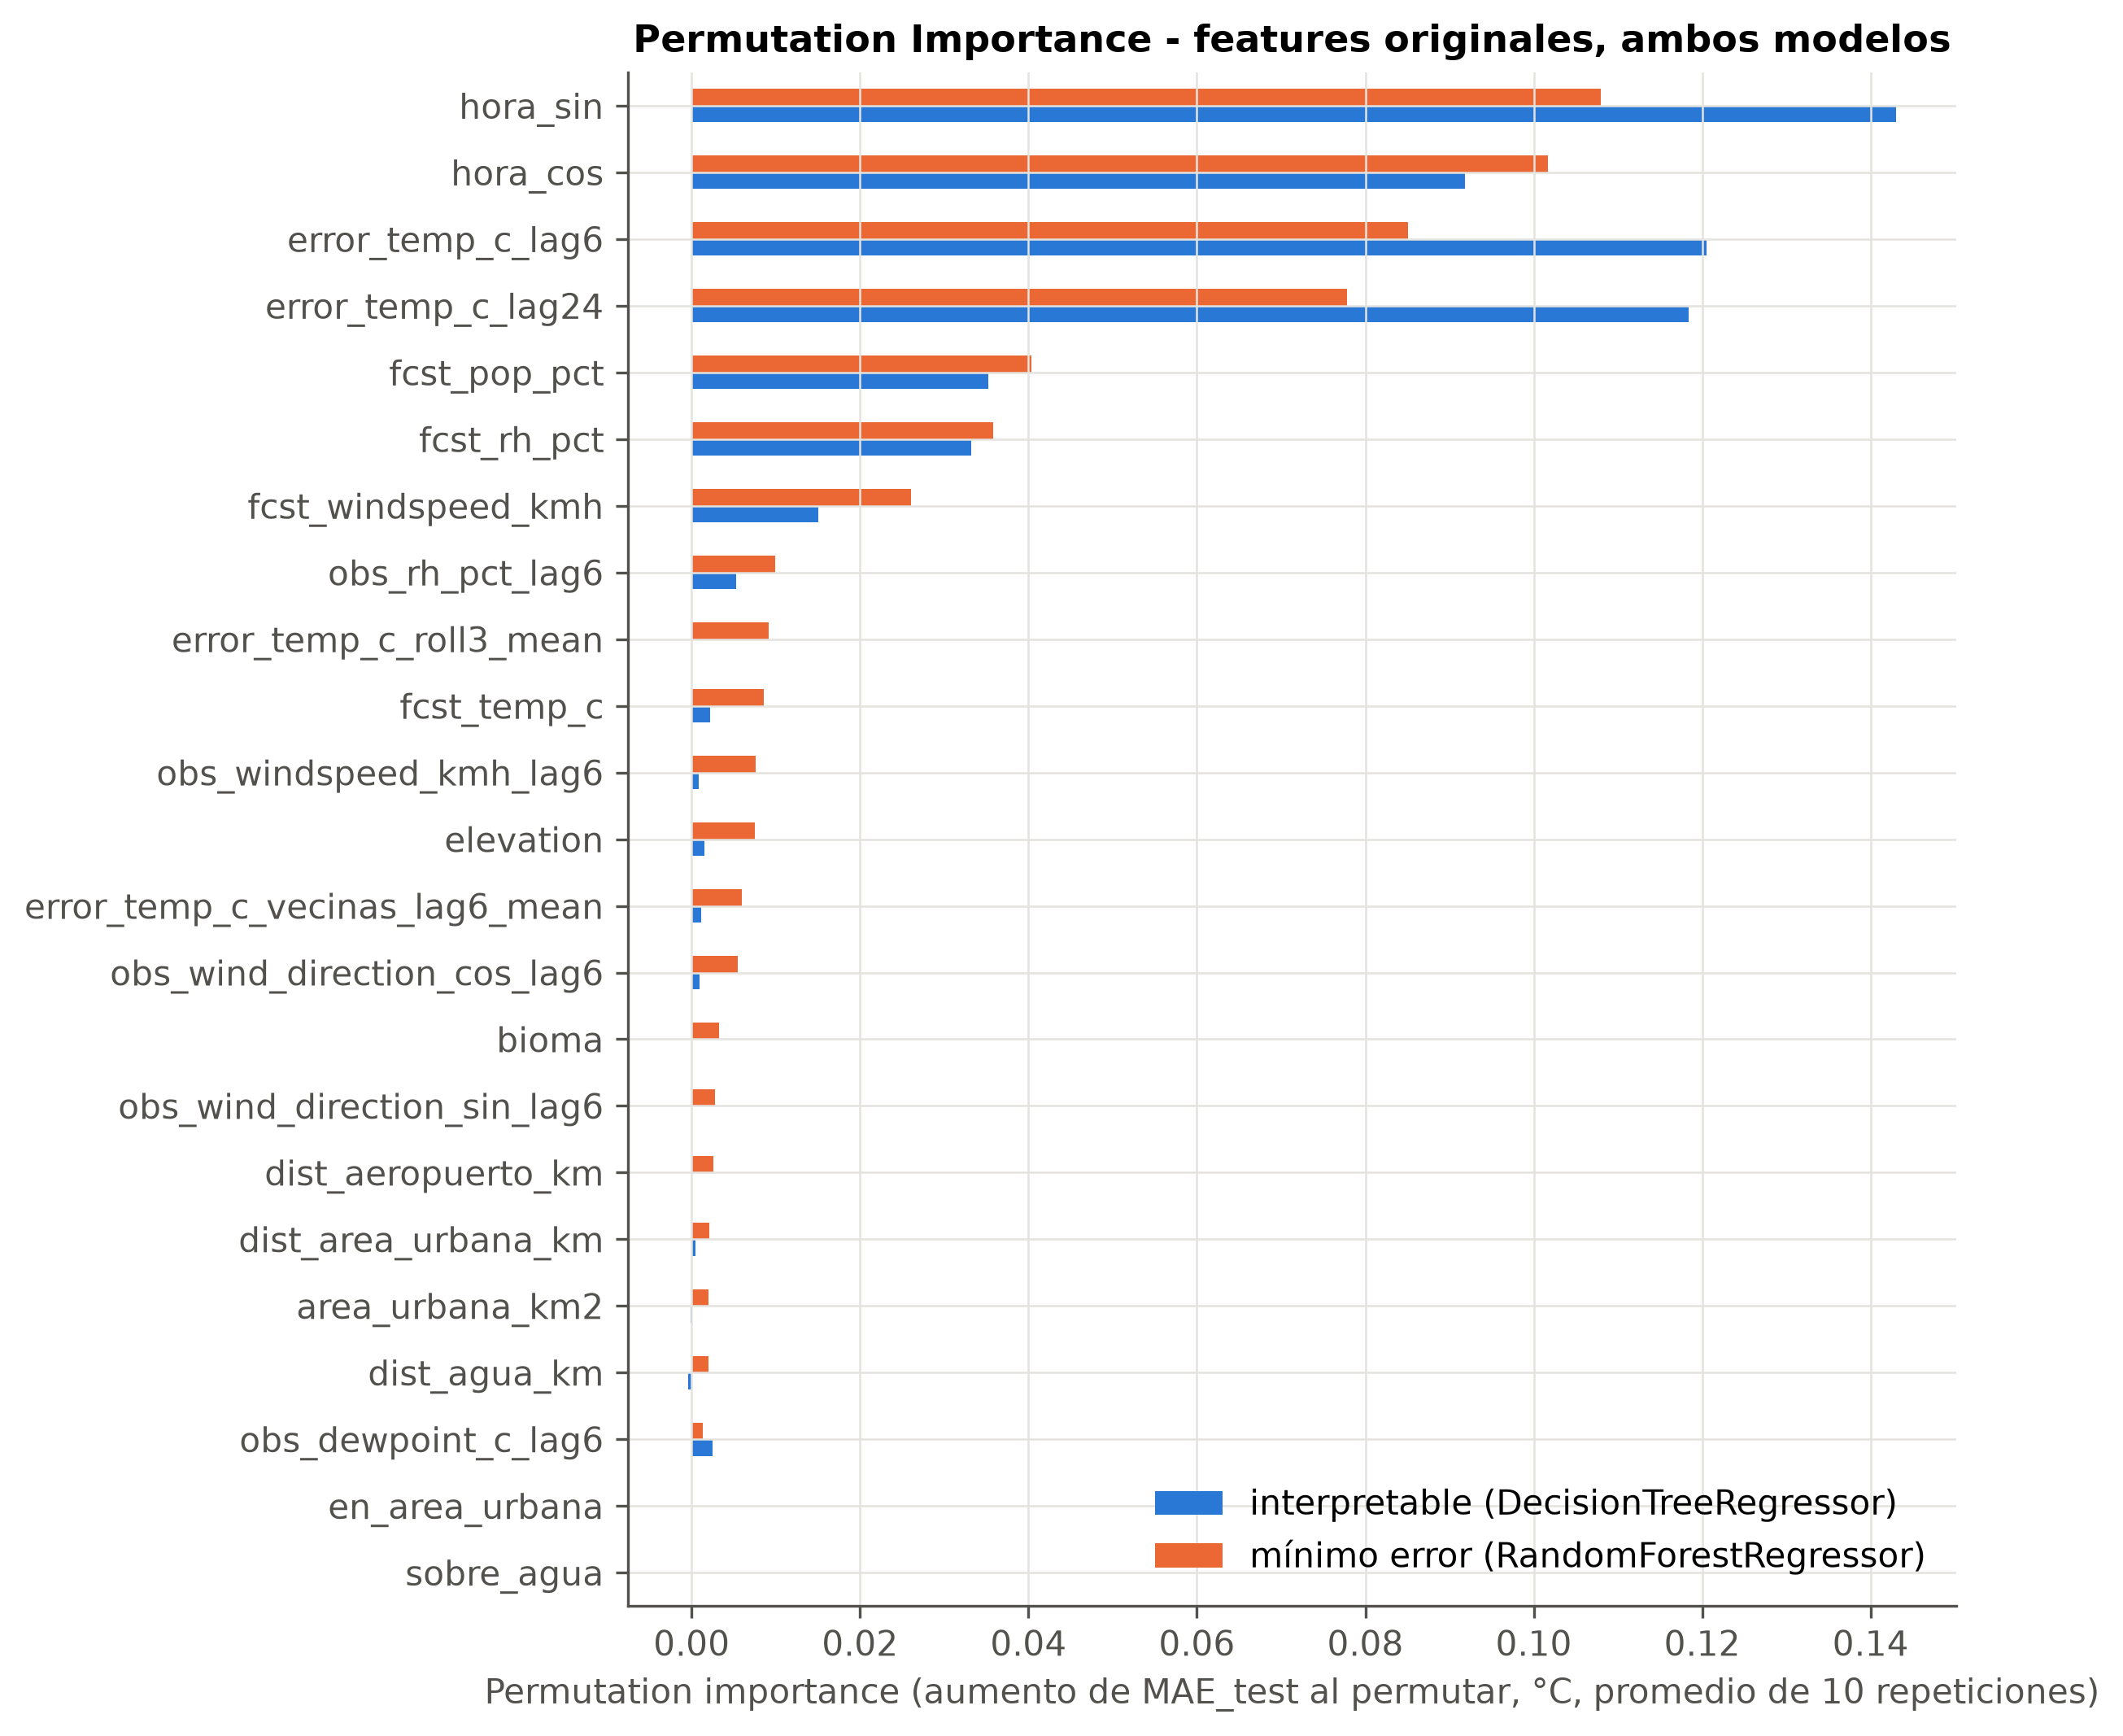 Permutation Importance - features originales, ambos modelos
hora_sin
hora_cos
error_temp_c_lag6
error_temp_c_lag24
fcst_pop_pct
fcst_rh_pct
fcst_windspeed_kmh
obs_rh_pct_lag6
error_temp_c_roll3_mean
fcst_temp_c
obs_windspeed_kmh_lag6
elevation
error_temp_c_vecinas_lag6_mean
obs_wind_direction_cos_lag6
bioma
obs_wind_direction_sin_lag6
dist_aeropuerto_km
dist_area_urbana_km
area_urbana_km2
dist_agua_km
obs_dewpoint_c_lag6
en_area_urbana
sobre_agua
interpretable (DecisionTreeRegressor)
mínimo error (RandomForestRegressor)
0.00 0.02 0.04 0.06 0.08 0.10 0.12 0.14
Permutation importance (aumento de MAE_test al permutar, °C, promedio de 10 repeticiones)